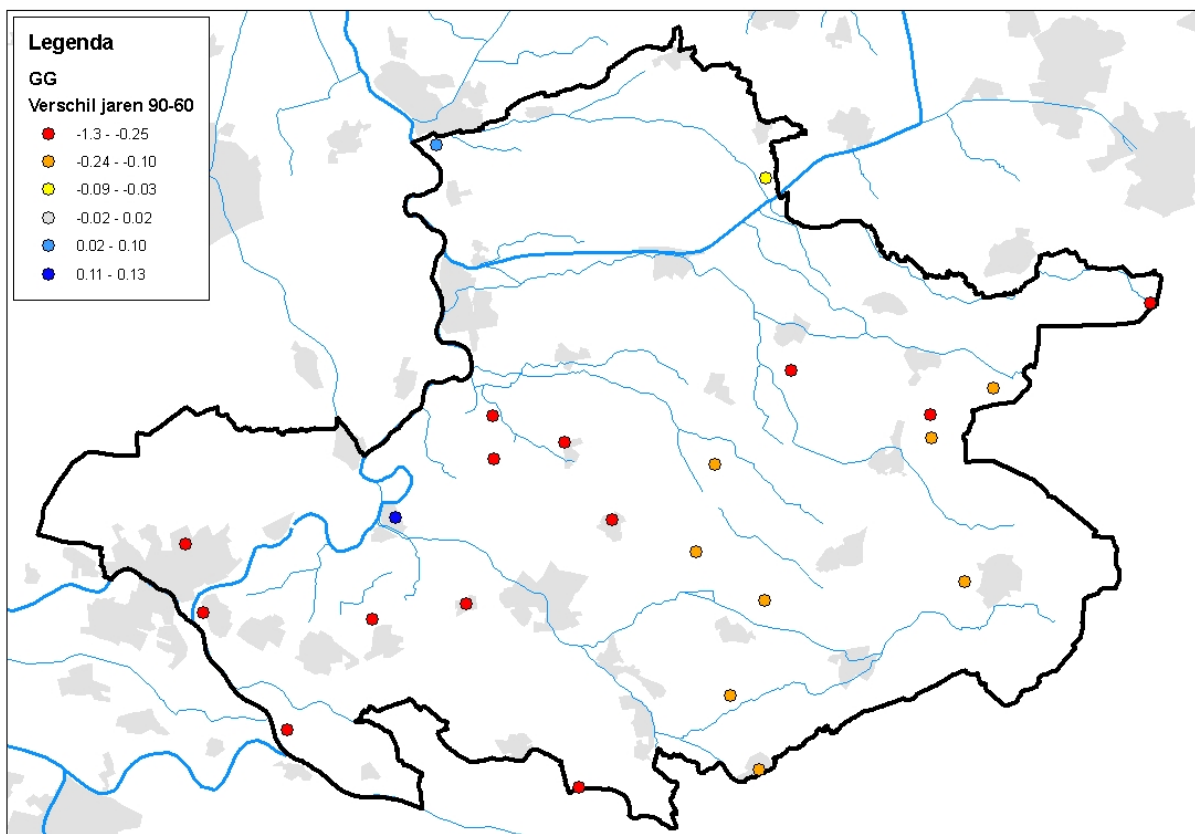 Legenda
GG
Verschil jaren 90-60
-1.3 - -0.25
-0.24 - -0.10
-0.09 - -0.03
-0.02 - 0.02
0.02 - 0.10
0.11 - 0.13